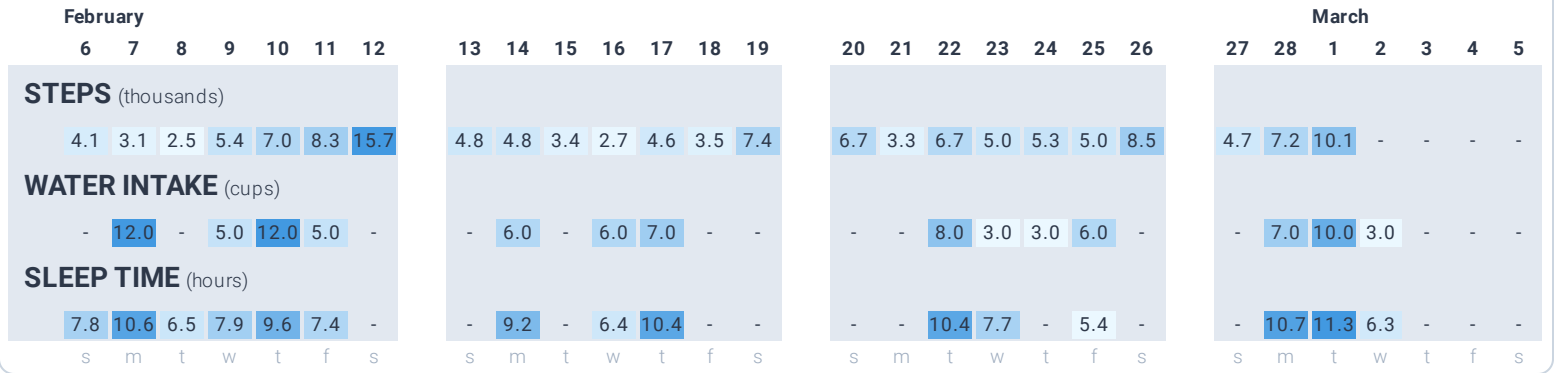 February March
6 7 8 9 10 11 12 13 14 15 16 17 18 19 20 21 22 23 24 25 26 27 28 1 2 3 4 5
STEPS (thousands)
4.1 3.1 2.5 5.4 7.0 8.3 15.7 4.8 4.8 3.4 2.7 4.6 3.5 7.4 6.7 3.3 6.7 5.0 5.3 5.0 8.5 4.7 7.2 10.1 - - - -
WATER INTAKE (cups)
- 12.0 - 5.0 12.0 5.0 - - 6.0 - 6.0 7.0 - - - - 8.0 3.0 3.0 6.0 - - 7.0 10.0 3.0 - - -
SLEEP TIME (hours)
7.8 10.6 6.5 7.9 9.6 7.4 - - 9.2 - 6.4 10.4 - - - - 10.4 7.7 - 5.4 - - 10.7 11.3 6.3 - - -
s m t w t f s s m t w t f s s m t w t f s s m t w t f s